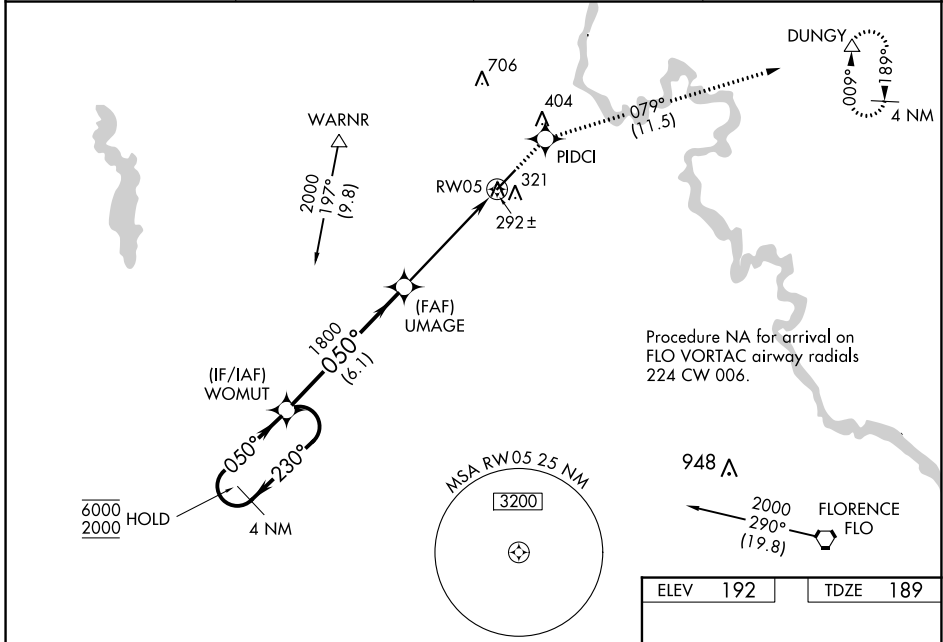 DUNGY
009°
189°
4 NM
706
404
079°
(11.5)
WARNR
PIDCI
RW05
321
292±
2000
197°
(9.8)
(FAF)
UMAGE
1800
050°
(6.1)
Procedure NA for arrival on
FLO VORTAC airway radials
224 CW 006.
(IF/IAF)
WOMUT
050°
230°
6000
2000
HOLD
4 NM
MSA RW05 25 NM
3200
948
2000
290°
(19.8)
FLORENCE
FLO
ELEV 192
TDZE 189